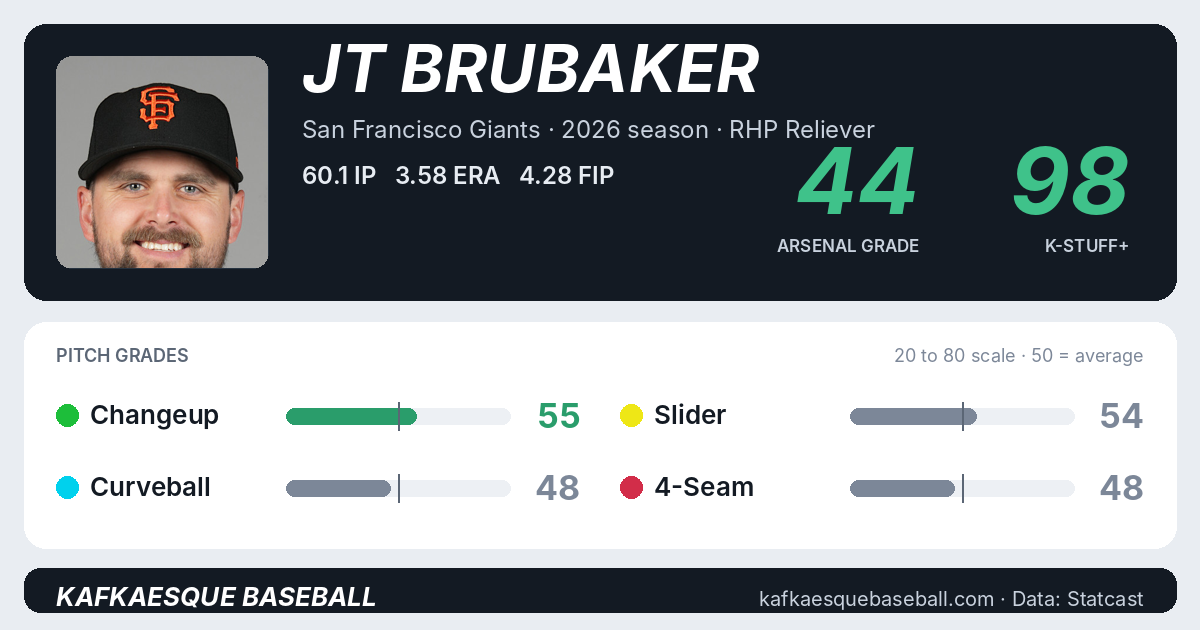 JT BRUBAKER
San Francisco Giants · 2026 season · RHP Reliever
60.1 IP 3.58 ERA 4.28 FIP
44 98
ARSENAL GRADE K-STUFF+
PITCH GRADES 20 to 80 scale · 50 = average
Changeup 55 Slider 54
Curveball 48 4-Seam 48
KAFKAESQUE BASEBALL kafkaesquebaseball.com · Data: Statcast
SF